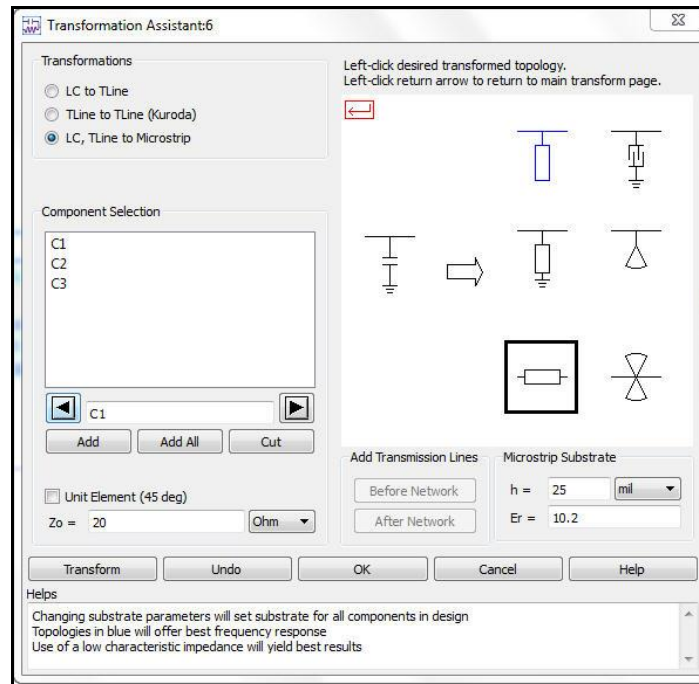 Transformation Assistant:6
Transformations
LC to TLine
TLine to TLine (Kuroda)
LC, TLine to Microstrip
Left-click desired transformed topology.
Left-click return arrow to return to main transform page.
Component Selection
C1
C2
C3
C1
Add Add All Cut
Unit Element (45 deg)
Zo = 20 Ohm
Add Transmission Lines
Before Network
After Network
Microstrip Substrate
h = 25 mil
Er = 10.2
Transform Undo OK Cancel Help
Helps
Changing substrate parameters will set substrate for all components in design
Topologies in blue will offer best frequency response
Use of a low characteristic impedance will yield best results